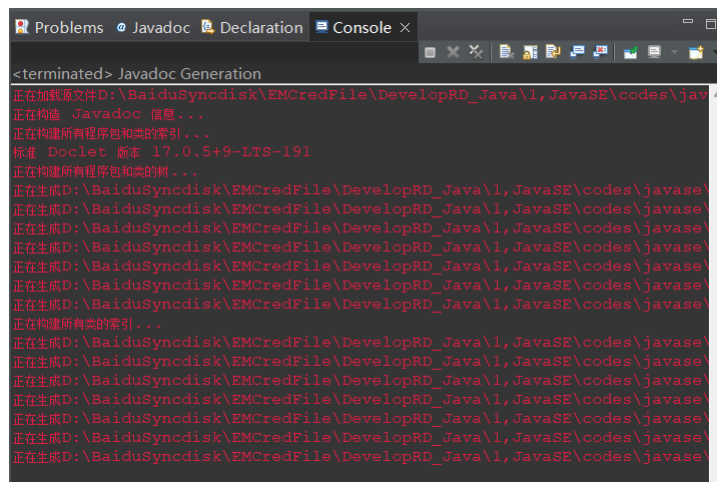 Problems Javadoc Declaration Console
<terminated> Javadoc Generation
正在加载源文件D:\BaiduSyncdisk\EMCredFile\DevelopRD_Java\1,JavaSE\codes\jav
正在构造 Javadoc 信息...
正在构建所有程序包和类的索引...
标准 Doclet 版本 17.0.5+9-LTS-191
正在构建所有程序包和类的树...
正在生成D:\BaiduSyncdisk\EMCredFile\DevelopRD_Java\1,JavaSE\codes\javase\
正在生成D:\BaiduSyncdisk\EMCredFile\DevelopRD_Java\1,JavaSE\codes\javase\
正在生成D:\BaiduSyncdisk\EMCredFile\DevelopRD_Java\1,JavaSE\codes\javase\
正在生成D:\BaiduSyncdisk\EMCredFile\DevelopRD_Java\1,JavaSE\codes\javase\
正在生成D:\BaiduSyncdisk\EMCredFile\DevelopRD_Java\1,JavaSE\codes\javase\
正在生成D:\BaiduSyncdisk\EMCredFile\DevelopRD_Java\1,JavaSE\codes\javase\
正在生成D:\BaiduSyncdisk\EMCredFile\DevelopRD_Java\1,JavaSE\codes\javase\
正在构建所有类的索引...
正在生成D:\BaiduSyncdisk\EMCredFile\DevelopRD_Java\1,JavaSE\codes\javase\
正在生成D:\BaiduSyncdisk\EMCredFile\DevelopRD_Java\1,JavaSE\codes\javase\
正在生成D:\BaiduSyncdisk\EMCredFile\DevelopRD_Java\1,JavaSE\codes\javase\
正在生成D:\BaiduSyncdisk\EMCredFile\DevelopRD_Java\1,JavaSE\codes\javase\
正在生成D:\BaiduSyncdisk\EMCredFile\DevelopRD_Java\1,JavaSE\codes\javase\
正在生成D:\BaiduSyncdisk\EMCredFile\DevelopRD_Java\1,JavaSE\codes\javase\
正在生成D:\BaiduSyncdisk\EMCredFile\DevelopRD_Java\1,JavaSE\codes\javase\